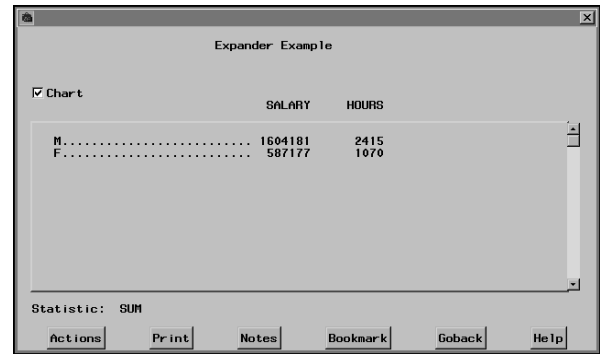 Expander Example
Chart
SALARY HOURS
M.......................... 1604181 2415
F.......................... 587177 1070
Statistic: SUM
Actions Print Notes Bookmark Goback Help